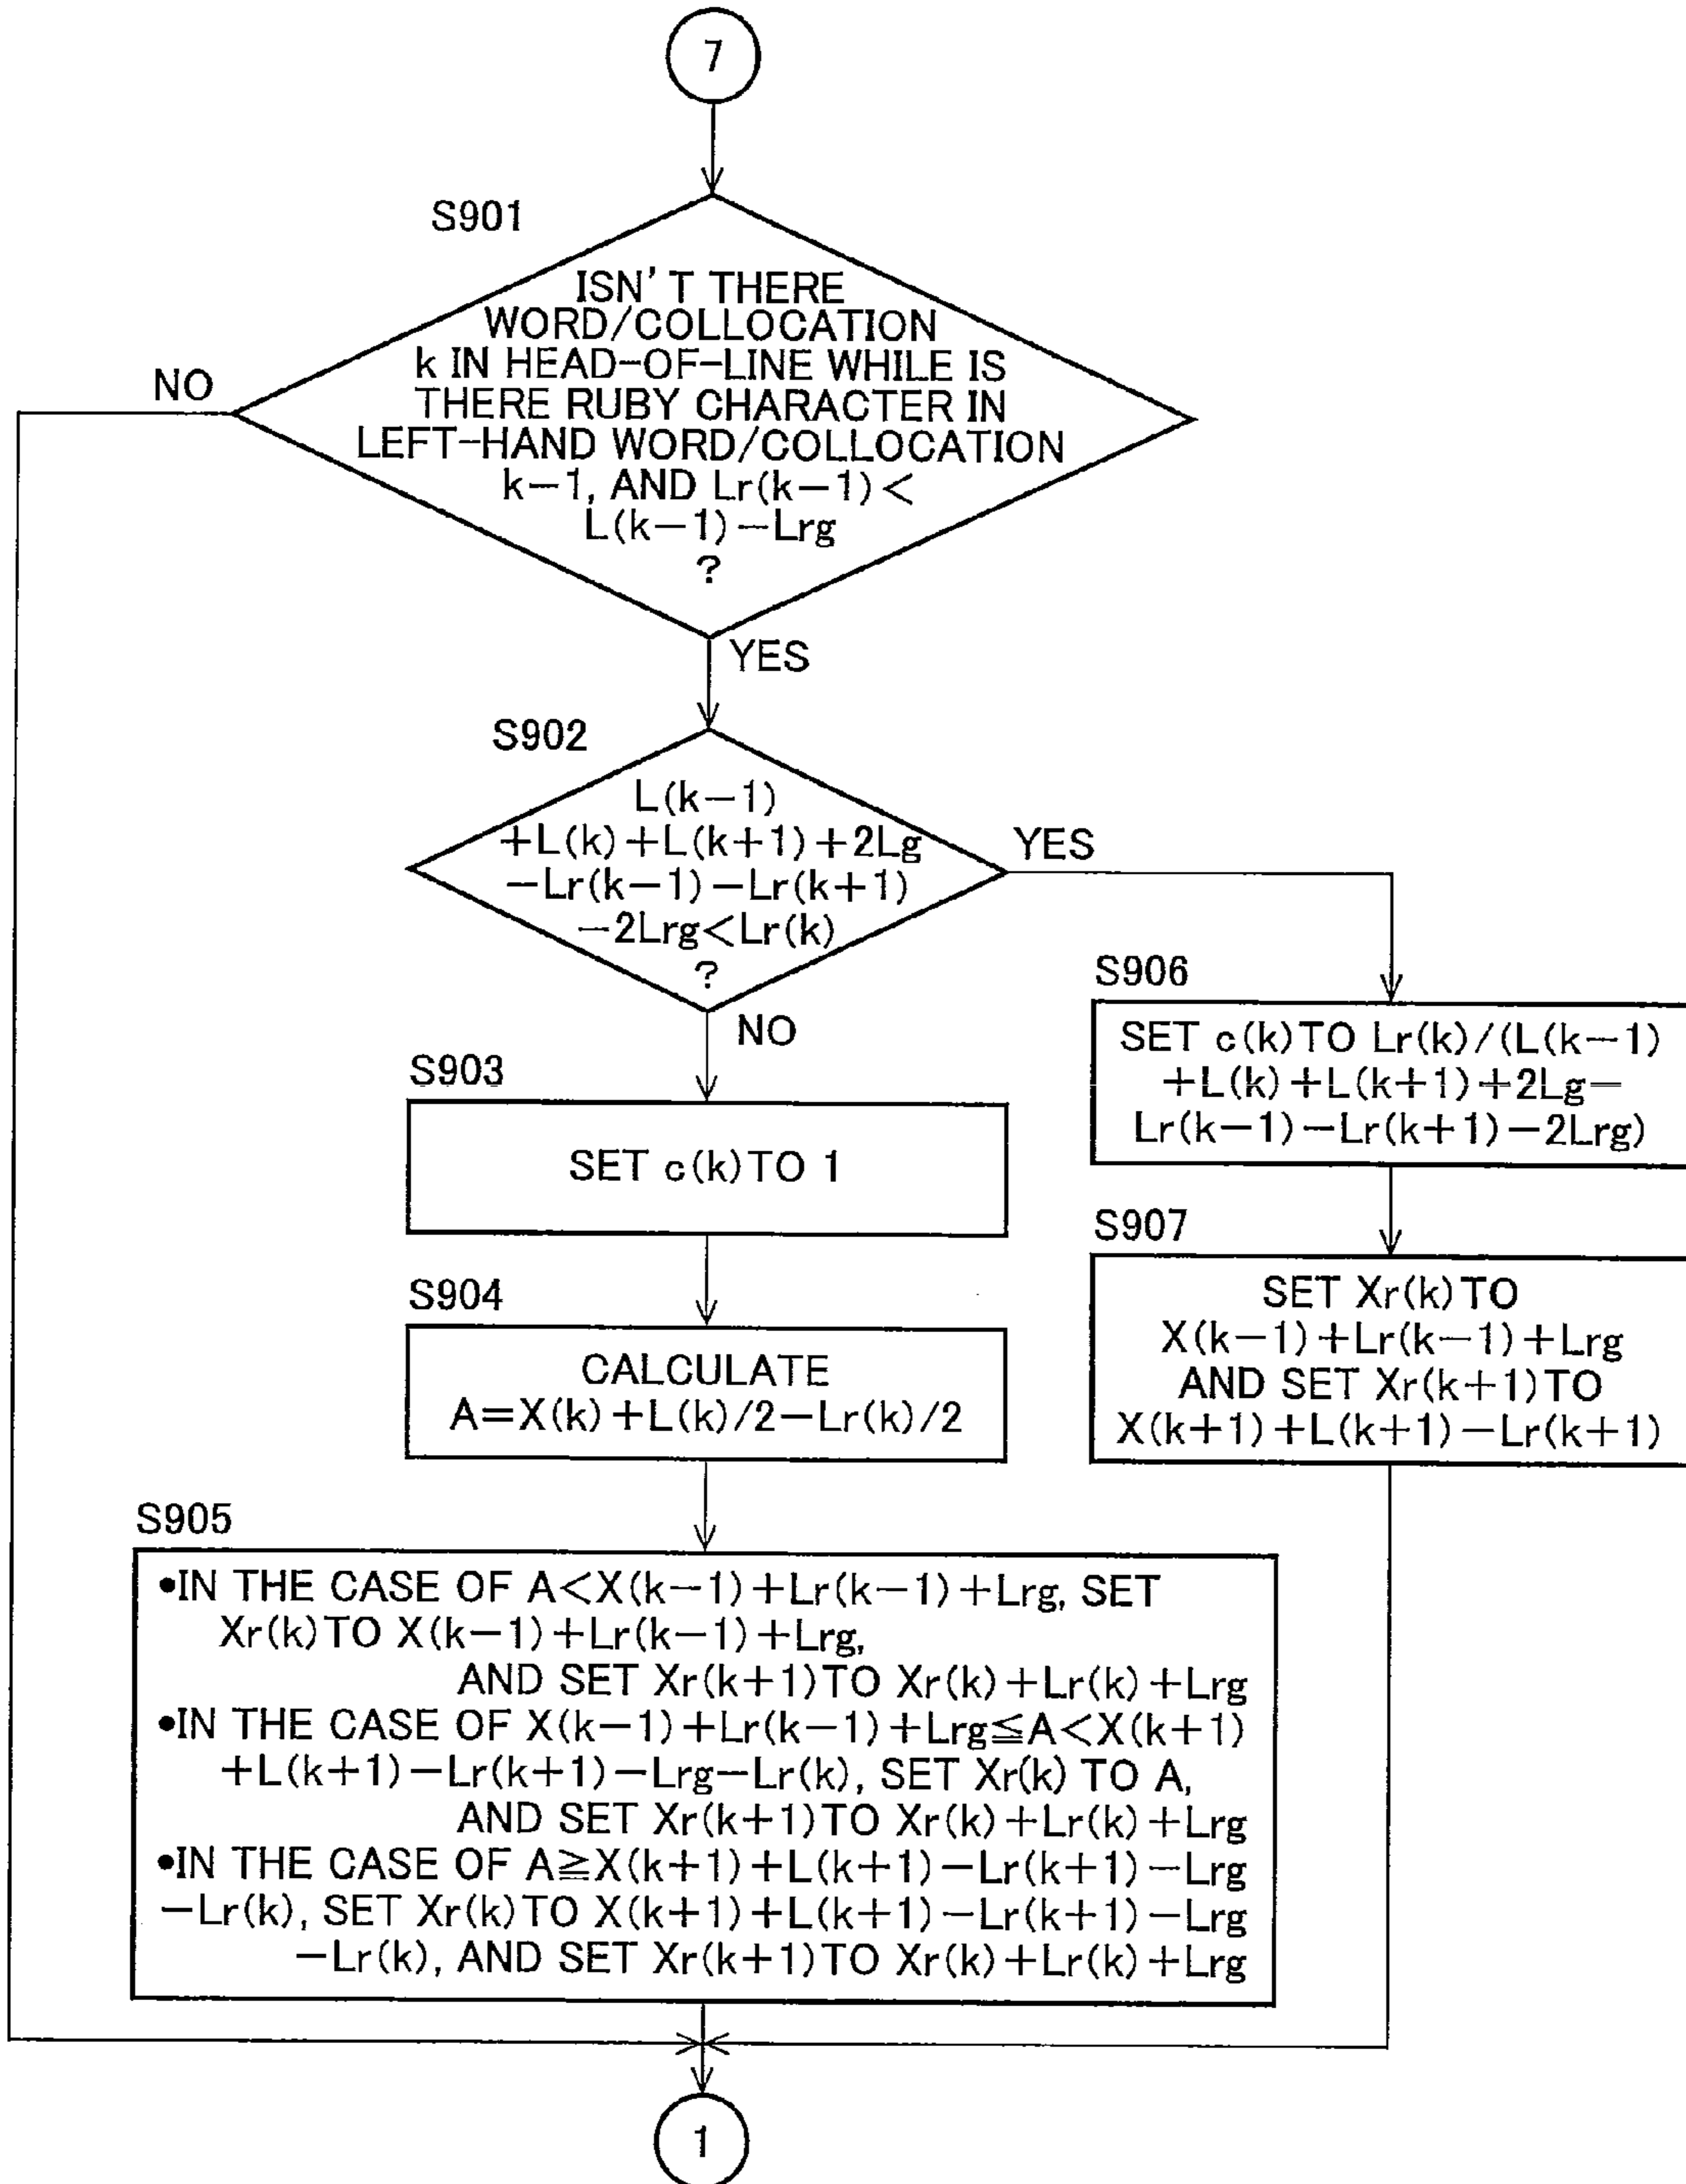 7
S901
ISN'T THERE
WORD/COLLOCATION
k IN HEAD-OF-LINE WHILE IS
THERE RUBY CHARACTER IN
LEFT-HAND WORD/COLLOCATION
k-1, AND Lr(k-1)<
L(k-1)-Lrg
?
NO
YES
S902
L(k-1)
+L(k)+L(k+1)+2Lg
-Lr(k-1)-Lr(k+1)
-2Lrg<Lr(k)
?
YES
NO
S903
SET c(k)TO 1
S904
CALCULATE
A=X(k)+L(k)/2-Lr(k)/2
S906
SET c(k)TO Lr(k)/(L(k-1)
+L(k)+L(k+1)+2Lg-
Lr(k-1)-Lr(k+1)-2Lrg)
S907
SET Xr(k)TO
X(k-1)+Lr(k-1)+Lrg
AND SET Xr(k+1)TO
X(k+1)+L(k+1)-Lr(k+1)
S905
•IN THE CASE OF A<X(k-1)+Lr(k-1)+Lrg, SET
Xr(k)TO X(k-1)+Lr(k-1)+Lrg,
AND SET Xr(k+1)TO Xr(k)+Lr(k)+Lrg
•IN THE CASE OF X(k-1)+Lr(k-1)+Lrg≦A<X(k+1)
+L(k+1)-Lr(k+1)-Lrg-Lr(k), SET Xr(k) TO A,
AND SET Xr(k+1)TO Xr(k)+Lr(k)+Lrg
•IN THE CASE OF A≧X(k+1)+L(k+1)-Lr(k+1)-Lrg
-Lr(k), SET Xr(k)TO X(k+1)+L(k+1)-Lr(k+1)-Lrg
-Lr(k), AND SET Xr(k+1)TO Xr(k)+Lr(k)+Lrg
1